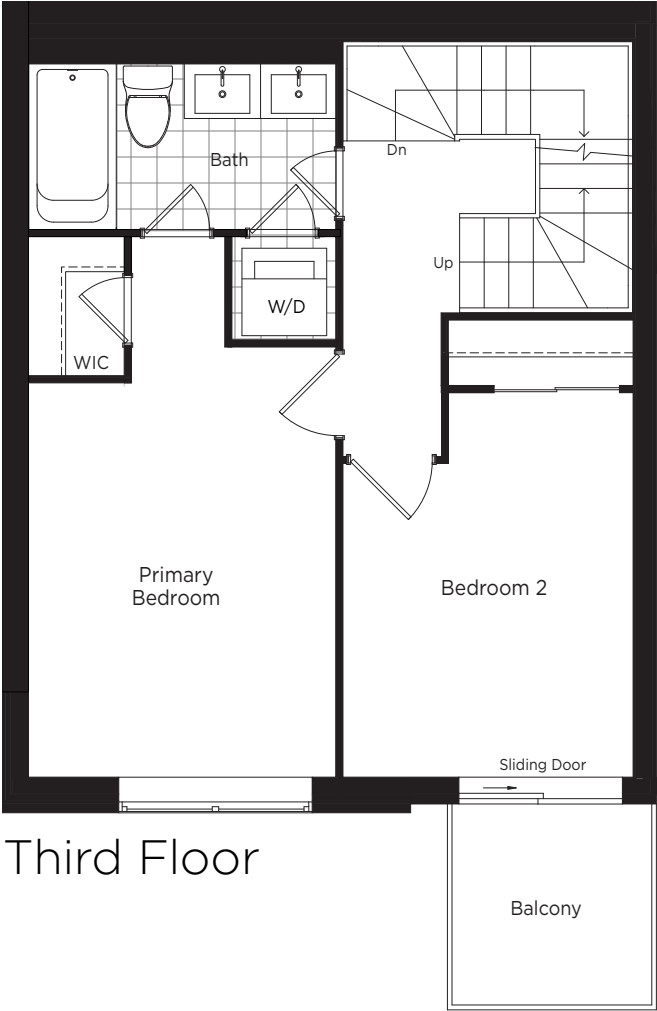 Bath
Dn
Up
W/D
WIC
Primary
Bedroom
Bedroom 2
Sliding Door
Third Floor
Balcony